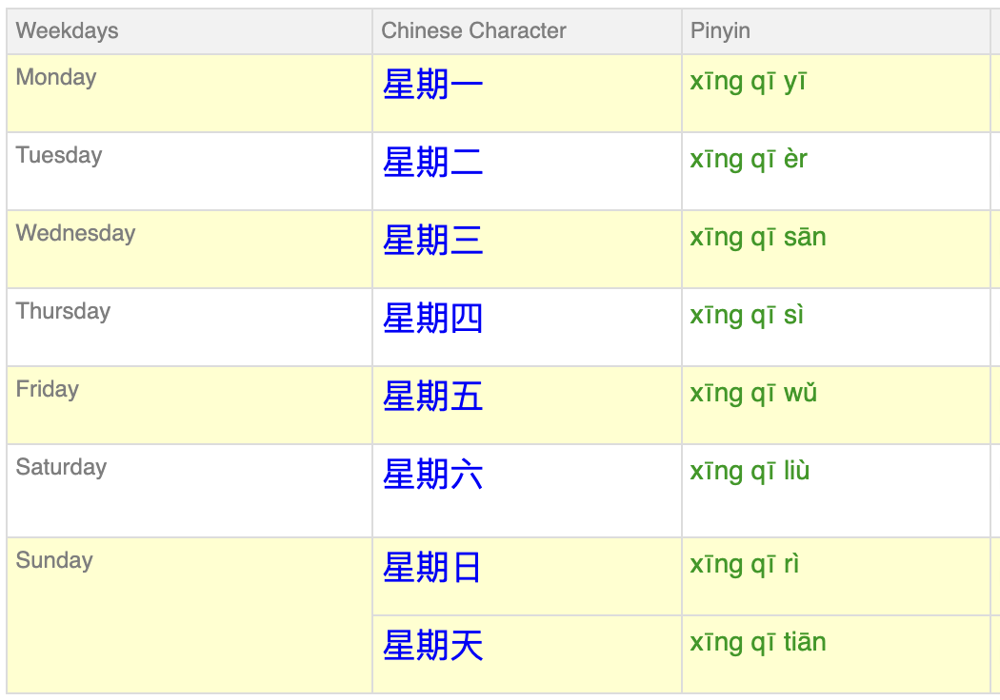 Weekdays Chinese Character Pinyin
Monday 星期一 xīng qī yī
Tuesday 星期二 xīng qī èr
Wednesday 星期三 xīng qī sān
Thursday 星期四 xīng qī sì
Friday 星期五 xīng qī wǔ
Saturday 星期六 xīng qī liù
Sunday 星期日 xīng qī rì
星期天 xīng qī tiān